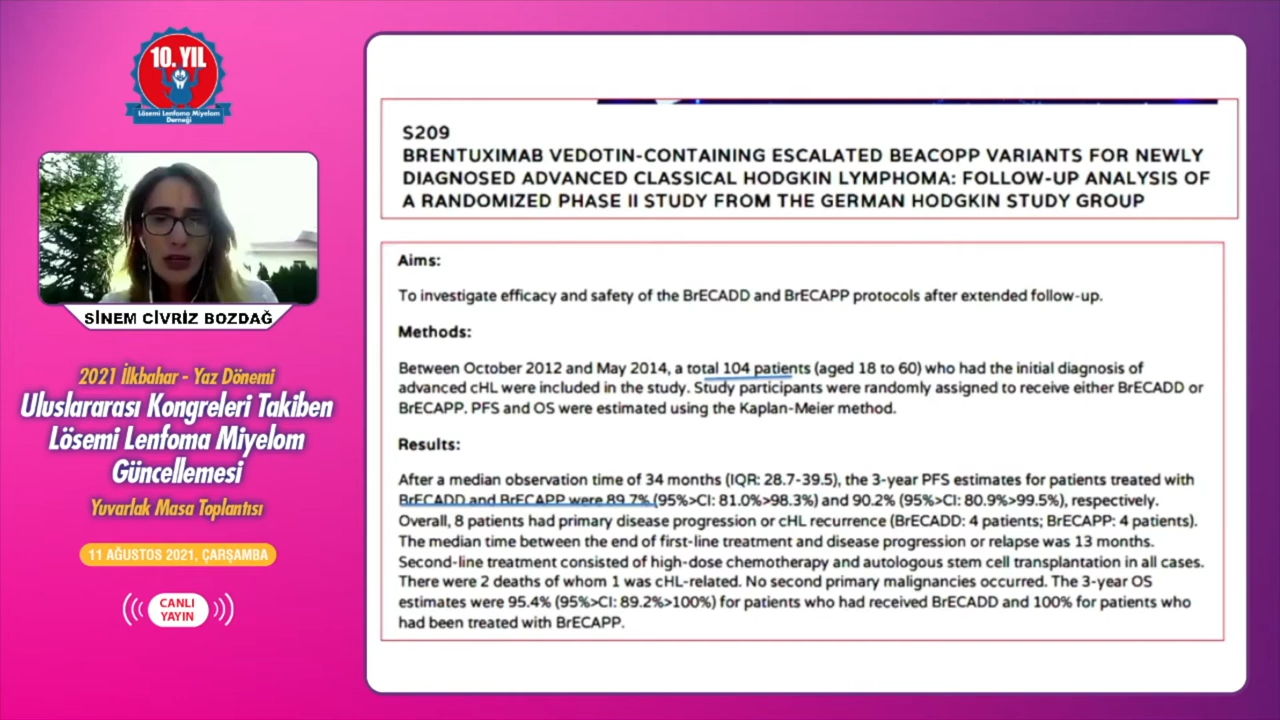 10. YIL
Lösemi Lenfoma Miyelom
Derneği
SİNEM CİVRİZ BOZDAĞ
2021 İlkbahar - Yaz Dönemi
Uluslararası Kongreleri Takiben
Lösemi Lenfoma Miyelom
Güncellemesi
Yuvarlak Masa Toplantısı
11 AĞUSTOS 2021, ÇARŞAMBA
CANLI
YAYIN
S209
BRENTUXIMAB VEDOTIN-CONTAINING ESCALATED BEACOPP VARIANTS FOR NEWLY
DIAGNOSED ADVANCED CLASSICAL HODGKIN LYMPHOMA: FOLLOW-UP ANALYSIS OF
A RANDOMIZED PHASE II STUDY FROM THE GERMAN HODGKIN STUDY GROUP
Aims:
To investigate efficacy and safety of the BrECADD and BrECAPP protocols after extended follow-up.
Methods:
Between October 2012 and May 2014, a total 104 patients (aged 18 to 60) who had the initial diagnosis of
advanced cHL were included in the study. Study participants were randomly assigned to receive either BrECADD or
BrECAPP. PFS and OS were estimated using the Kaplan-Meier method.
Results:
After a median observation time of 34 months (IQR: 28.7-39.5), the 3-year PFS estimates for patients treated with
BrECADD and BrECAPP were 89.7% (95%>CI: 81.0%>98.3%) and 90.2% (95%>CI: 80.9%>99.5%), respectively.
Overall, 8 patients had primary disease progression or cHL recurrence (BrECADD: 4 patients; BrECAPP: 4 patients).
The median time between the end of first-line treatment and disease progression or relapse was 13 months.
Second-line treatment consisted of high-dose chemotherapy and autologous stem cell transplantation in all cases.
There were 2 deaths of whom 1 was cHL-related. No second primary malignancies occurred. The 3-year OS
estimates were 95.4% (95%>CI: 89.2%>100%) for patients who had received BrECADD and 100% for patients who
had been treated with BrECAPP.